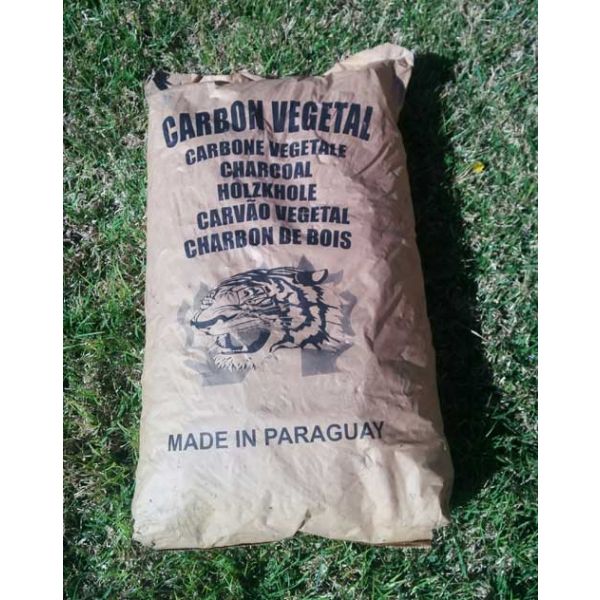 CARBON VEGETAL
CARBONE VEGETALE
CHARCOAL
HOLZKHOLE
CARVÃO VEGETAL
CHARBON DE BOIS
MADE IN PARAGUAY